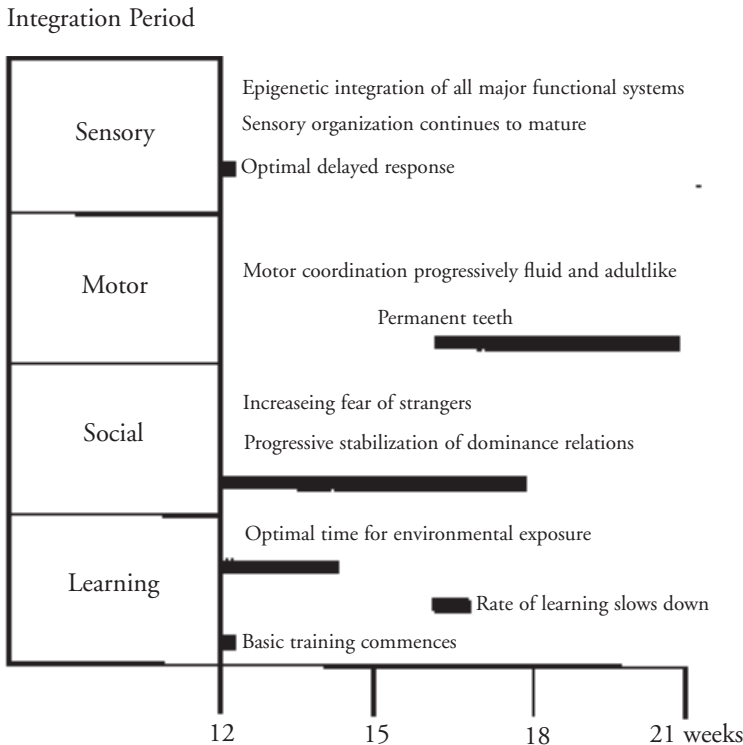 Integration Period
Sensory
Epigenetic integration of all major functional systems
Sensory organization continues to mature
Optimal delayed response
Motor
Motor coordination progressively fluid and adultlike
Permanent teeth
Social
Increaseing fear of strangers
Progressive stabilization of dominance relations
Learning
Optimal time for environmental exposure
Rate of learning slows down
Basic training commences
12 15 18 21 weeks